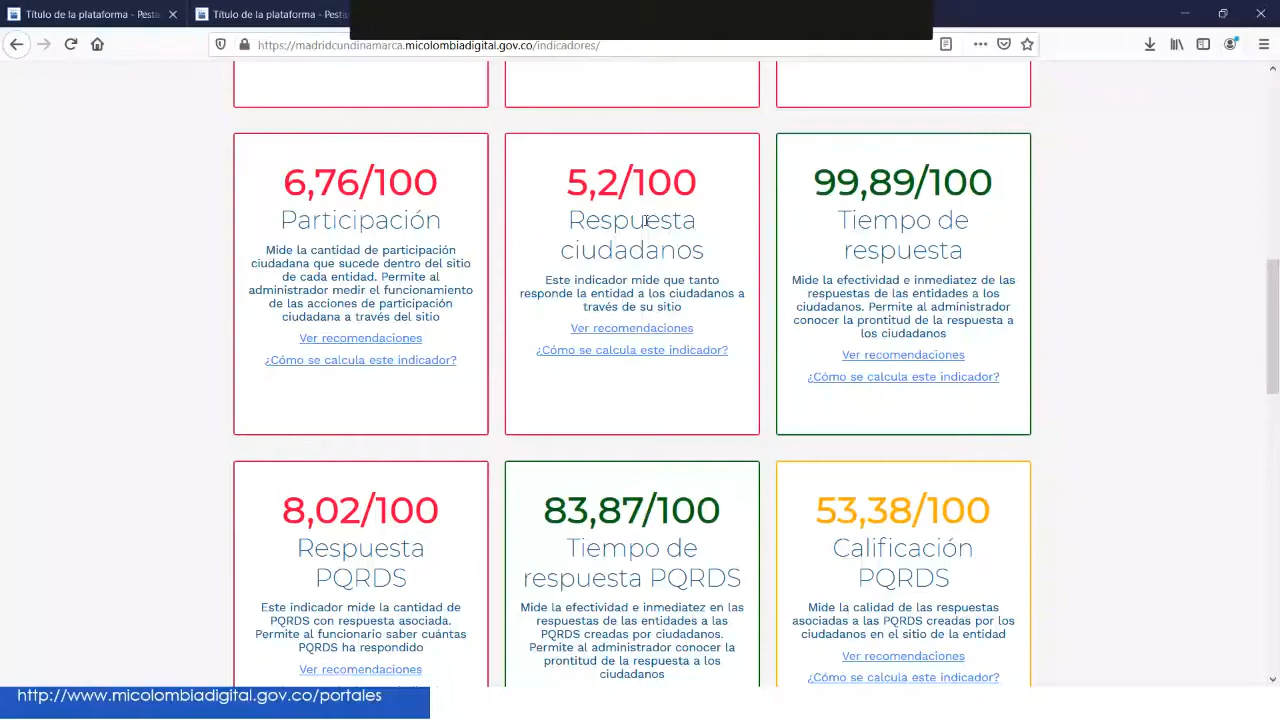 Título de la plataforma - Pesta
Título de la plataforma - Pesta
https://madridcundinamarca.micolombiadigital.gov.co/indicadores/
6,76/100
Participación
Mide la cantidad de participación
ciudadana que sucede dentro del sitio
de cada entidad. Permite al
administrador medir el funcionamiento
de las acciones de participación
ciudadana a través del sitio
Ver recomendaciones
¿Cómo se calcula este indicador?
5,2/100
Respuesta
ciudadanos
Este indicador mide que tanto
responde la entidad a los ciudadanos a
través de su sitio
Ver recomendaciones
¿Cómo se calcula este indicador?
99,89/100
Tiempo de
respuesta
Mide la efectividad e inmediatez de las
respuestas de las entidades a los
ciudadanos. Permite al administrador
conocer la prontitud de la respuesta a
los ciudadanos
Ver recomendaciones
¿Cómo se calcula este indicador?
8,02/100
Respuesta
PQRDS
Este indicador mide la cantidad de
PQRDS con respuesta asociada.
Permite al funcionario saber cuántas
PQRDS ha respondido
Ver recomendaciones
83,87/100
Tiempo de
respuesta PQRDS
Mide la efectividad e inmediatez en las
respuestas de las entidades a las
PQRDS creadas por ciudadanos.
Permite al administrador conocer la
prontitud de la respuesta a los
ciudadanos
53,38/100
Calificación
PQRDS
Mide la calidad de las respuestas
asociadas a las PQRDS creadas por los
ciudadanos en el sitio de la entidad
Ver recomendaciones
¿Cómo se calcula este indicador?
http://www.micolombiadigital.gov.co/portales